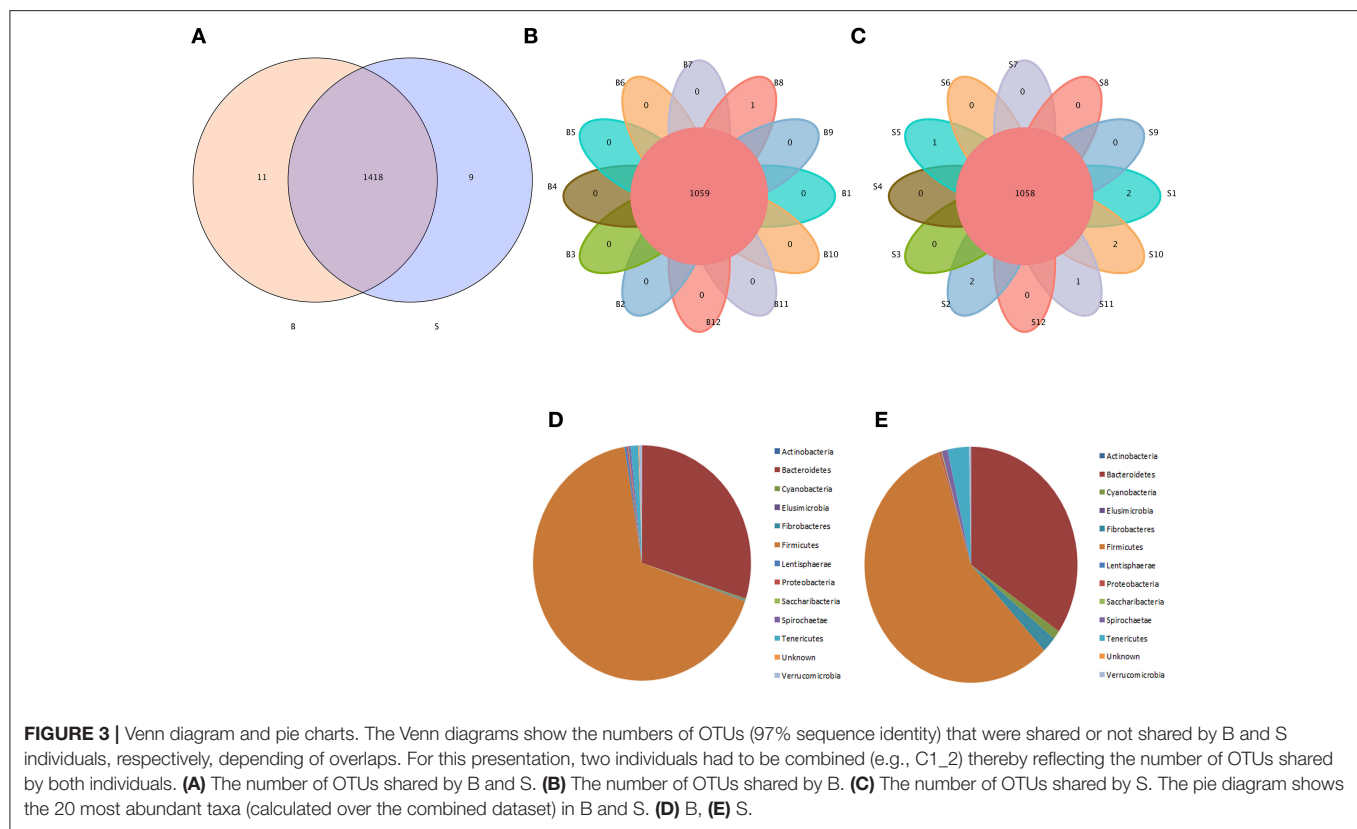 A
11
1418
9
B
S
B
B7
B6
B8
0
0
1
B5
B9
0
0
B4
0
1059
0
B1
B3
0
0
B10
B2
0
0
B11
0
B12
C
S7
S6
S8
0
0
0
S5
S9
1
0
S4
0
1058
2
S1
S3
0
2
S10
S2
2
1
S11
0
S12
D
Actinobacteria
Bacteroidetes
Cyanobacteria
Elusimicrobia
Fibrobacteres
Firmicutes
Lentisphaerae
Proteobacteria
Saccharibacteria
Spirochaetae
Tenericutes
Unknown
Verrucomicrobia
E
Actinobacteria
Bacteroidetes
Cyanobacteria
Elusimicrobia
Fibrobacteres
Firmicutes
Lentisphaerae
Proteobacteria
Saccharibacteria
Spirochaetae
Tenericutes
Unknown
Verrucomicrobia
FIGURE 3 | Venn diagram and pie charts. The Venn diagrams show the numbers of OTUs (97% sequence identity) that were shared or not shared by B and S
individuals, respectively, depending of overlaps. For this presentation, two individuals had to be combined (e.g., C1_2) thereby reflecting the number of OTUs shared
by both individuals. (A) The number of OTUs shared by B and S. (B) The number of OTUs shared by B. (C) The number of OTUs shared by S. The pie diagram shows
the 20 most abundant taxa (calculated over the combined dataset) in B and S. (D) B, (E) S.